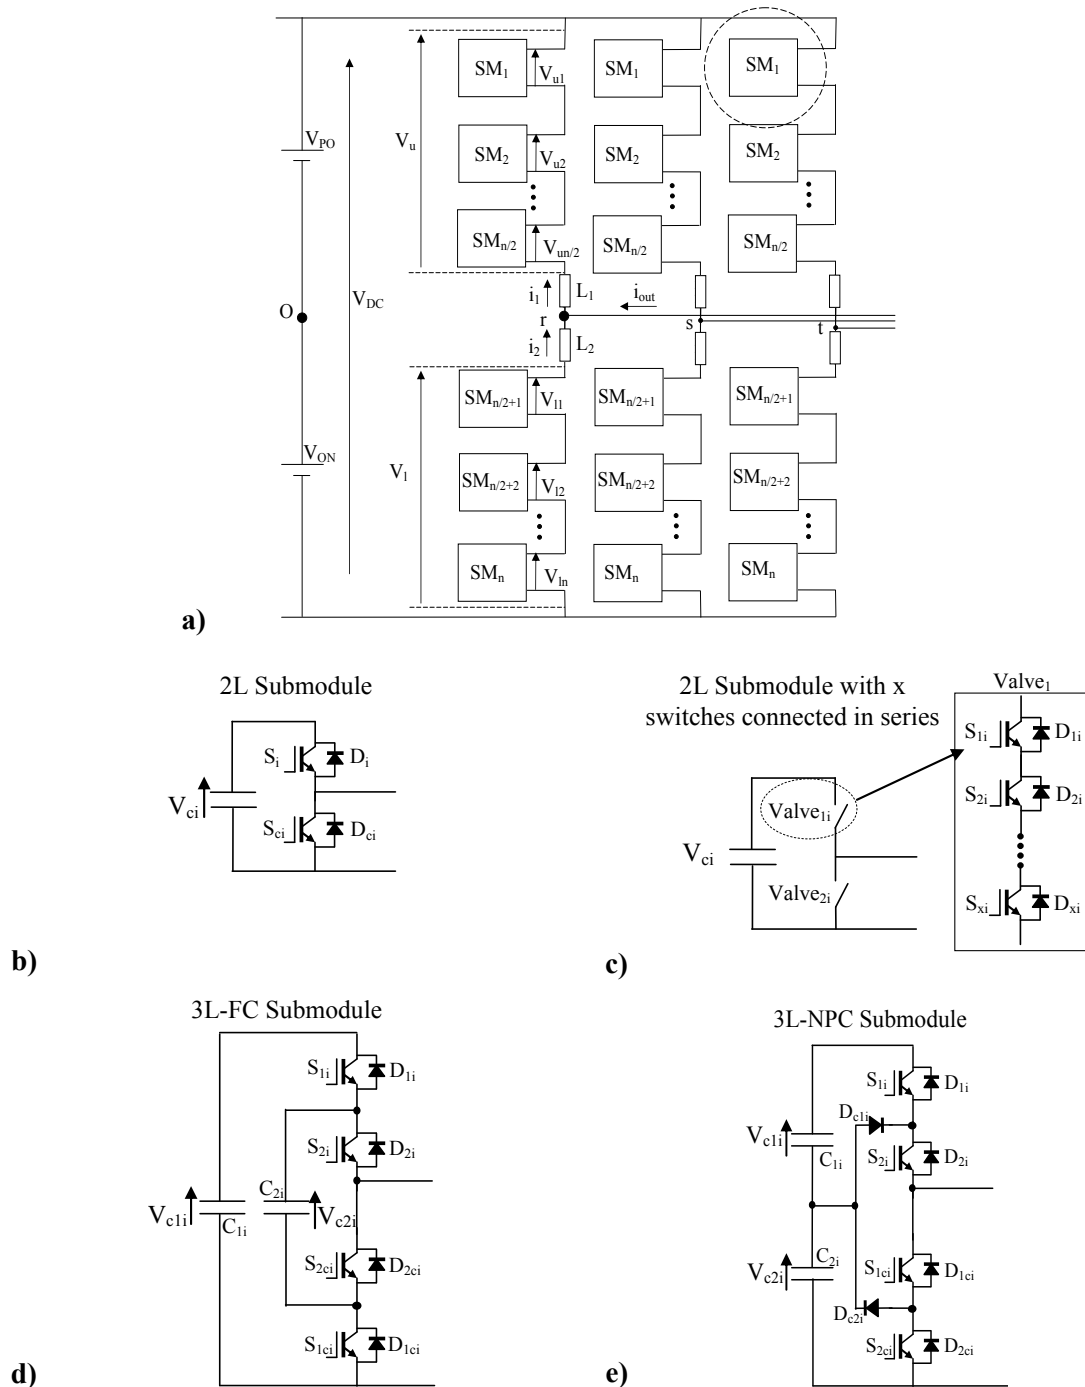 SM1 Vu1 SM1 SM1
VPO Vu SM2 Vu2 SM2 SM2
SMn/2 Vun/2 SMn/2 SMn/2
VDC i1 L1 iout
O r s t
i2 L2
SMn/2+1 Vl1 SMn/2+1 SMn/2+1
VON Vl SMn/2+2 Vl2 SMn/2+2 SMn/2+2
SMn Vln SMn SMn
a)
2L Submodule
Si Di
Vci
Sci Dci
b)
2L Submodule with x
switches connected in series
Valve1
S1i D1i
Valve1i
S2i D2i
Vci
Valve2i
Sxi Dxi
c)
3L-FC Submodule
S1i D1i
S2i D2i
C2i
Vc1i C1i Vc2i
S2ci D2ci
S1ci D1ci
d)
3L-NPC Submodule
S1i D1i
Dc1i
Vc1i
C1i S2i D2i
C2i
Vc2i S1ci D1ci
Dc2i
S2ci D2ci
e)